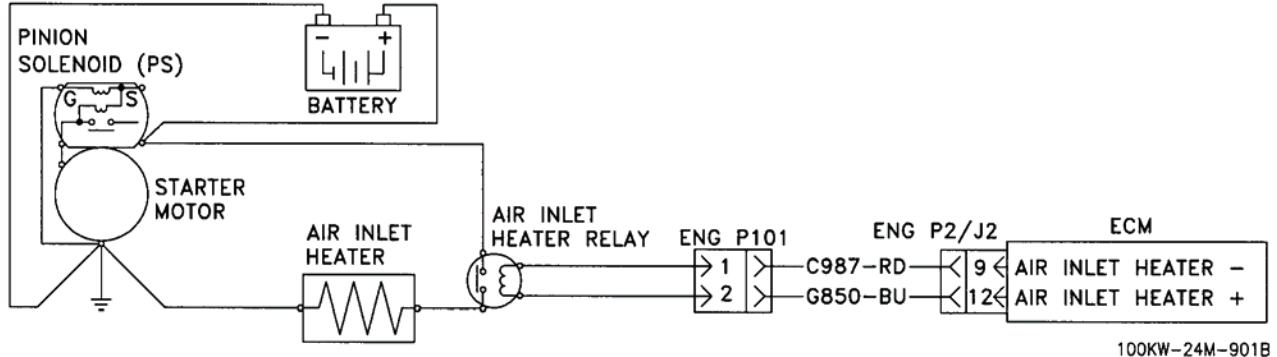 PINION
SOLENOID (PS)
G S
- +
BATTERY
STARTER
MOTOR
AIR INLET
HEATER
AIR INLET
HEATER RELAY
ENG P101
1
2
C987-RD
G850-BU
ENG P2/J2
9
12
ECM
AIR INLET HEATER -
AIR INLET HEATER +
100KW-24M-901B